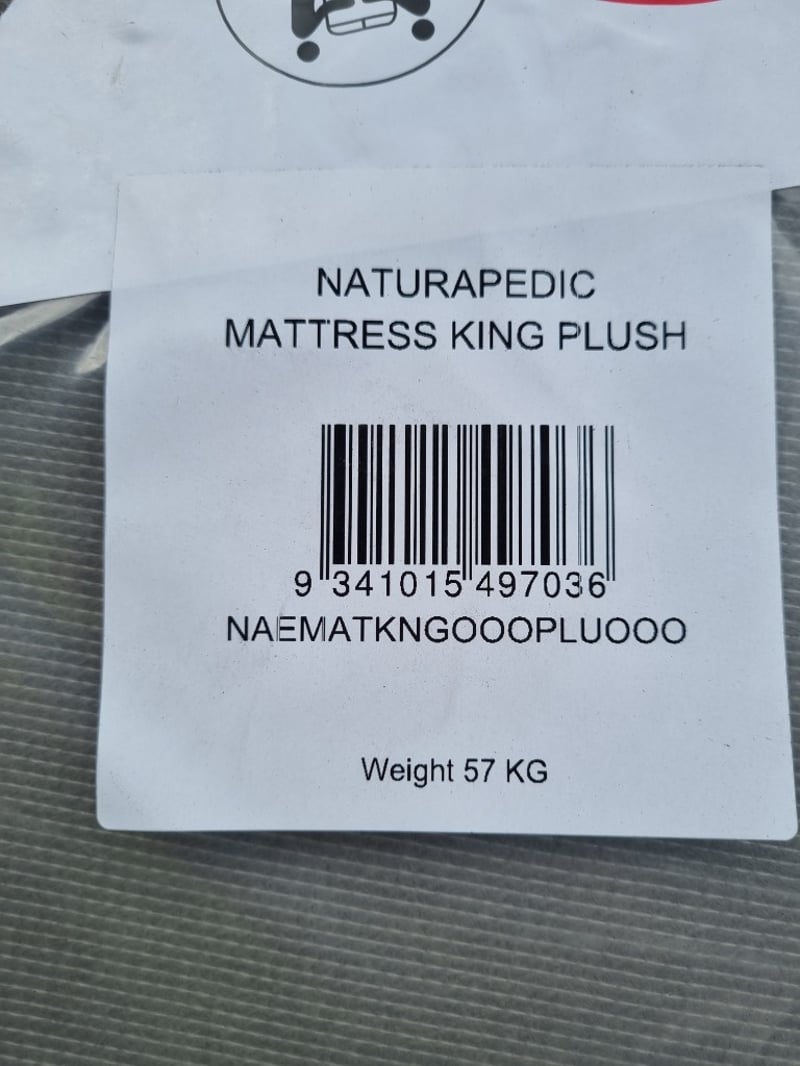 NATURAPEDIC
MATTRESS KING PLUSH
9 341015 497036
NAEMATKNGOOOPLUOOO
Weight 57 KG